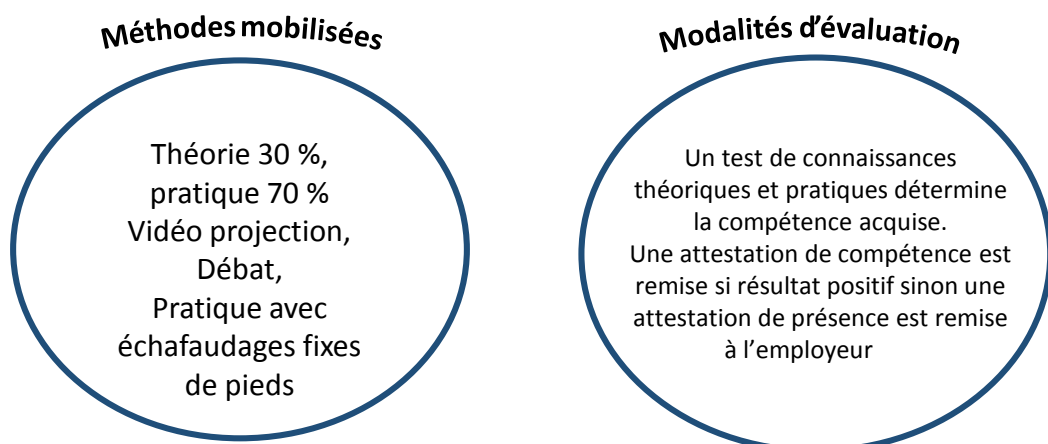 Méthodes mobilisées
Théorie 30 %,
pratique 70 %
Vidéo projection,
Débat,
Pratique avec
échafaudages fixes
de pieds
Modalités d'évaluation
Un test de connaissances
théoriques et pratiques détermine
la compétence acquise.
Une attestation de compétence est
remise si résultat positif sinon une
attestation de présence est remise
à l'employeur